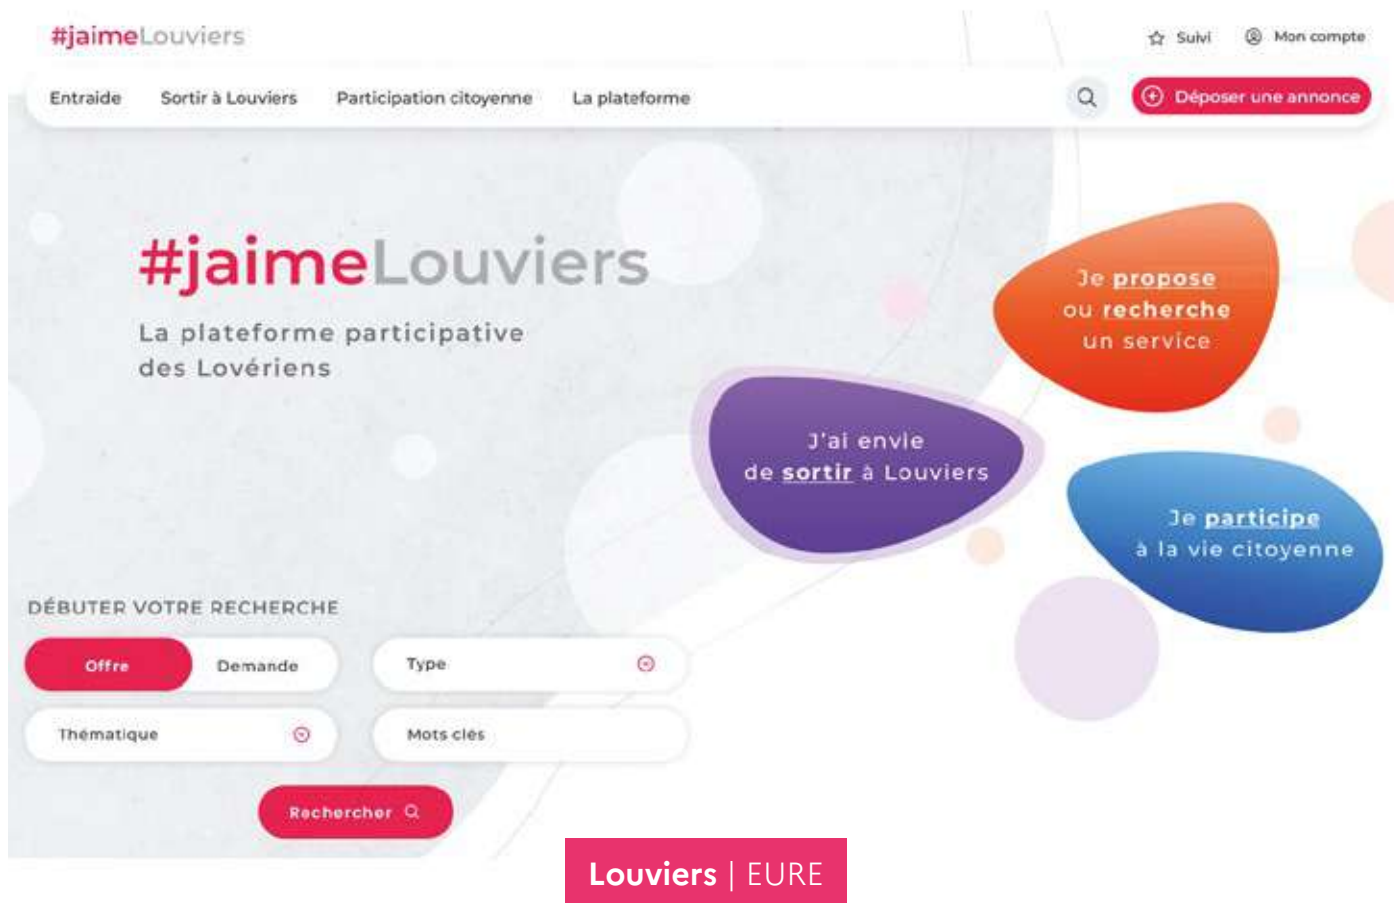 #jaimeLouviers
Suivi
Mon compte
Entraide
Sortir à Louviers
Participation citoyenne
La plateforme
Déposer une annonce
#jaimeLouviers
La plateforme participative
des Lovériens
Je propose
ou recherche
un service
J'ai envie
de sortir à Louviers
Je participe
à la vie citoyenne
DÉBUTER VOTRE RECHERCHE
Offre
Demande
Type
Thématique
Mots clés
Rechercher
Louviers | EURE